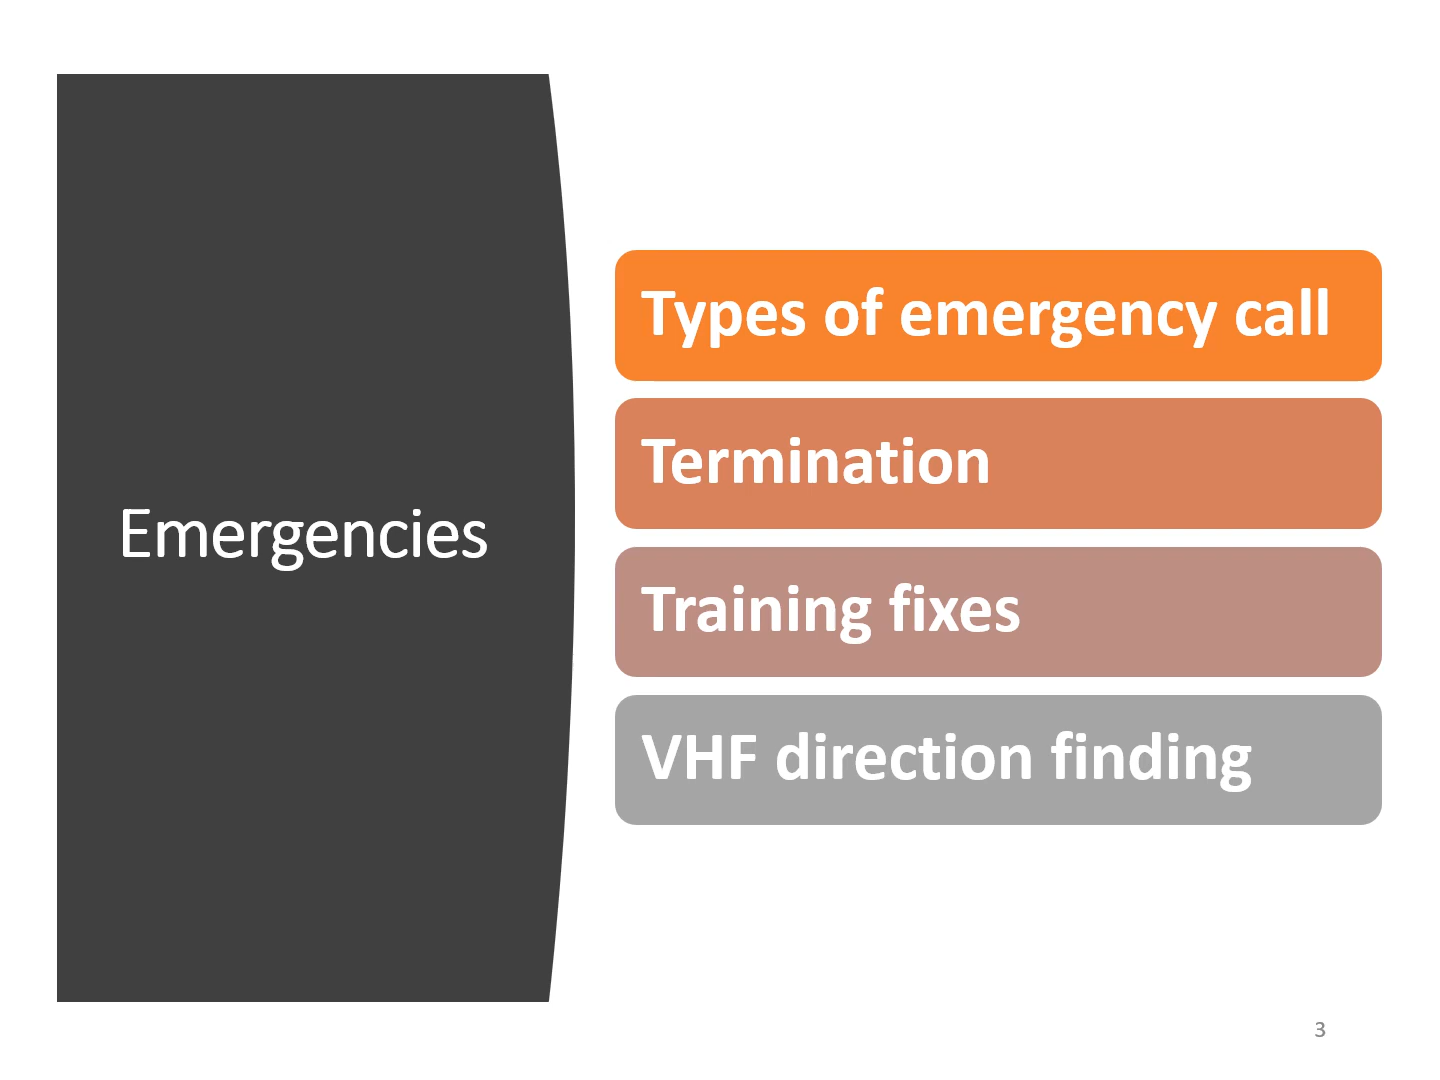 Emergencies
Types of emergency call
Termination
Training fixes
VHF direction finding
3